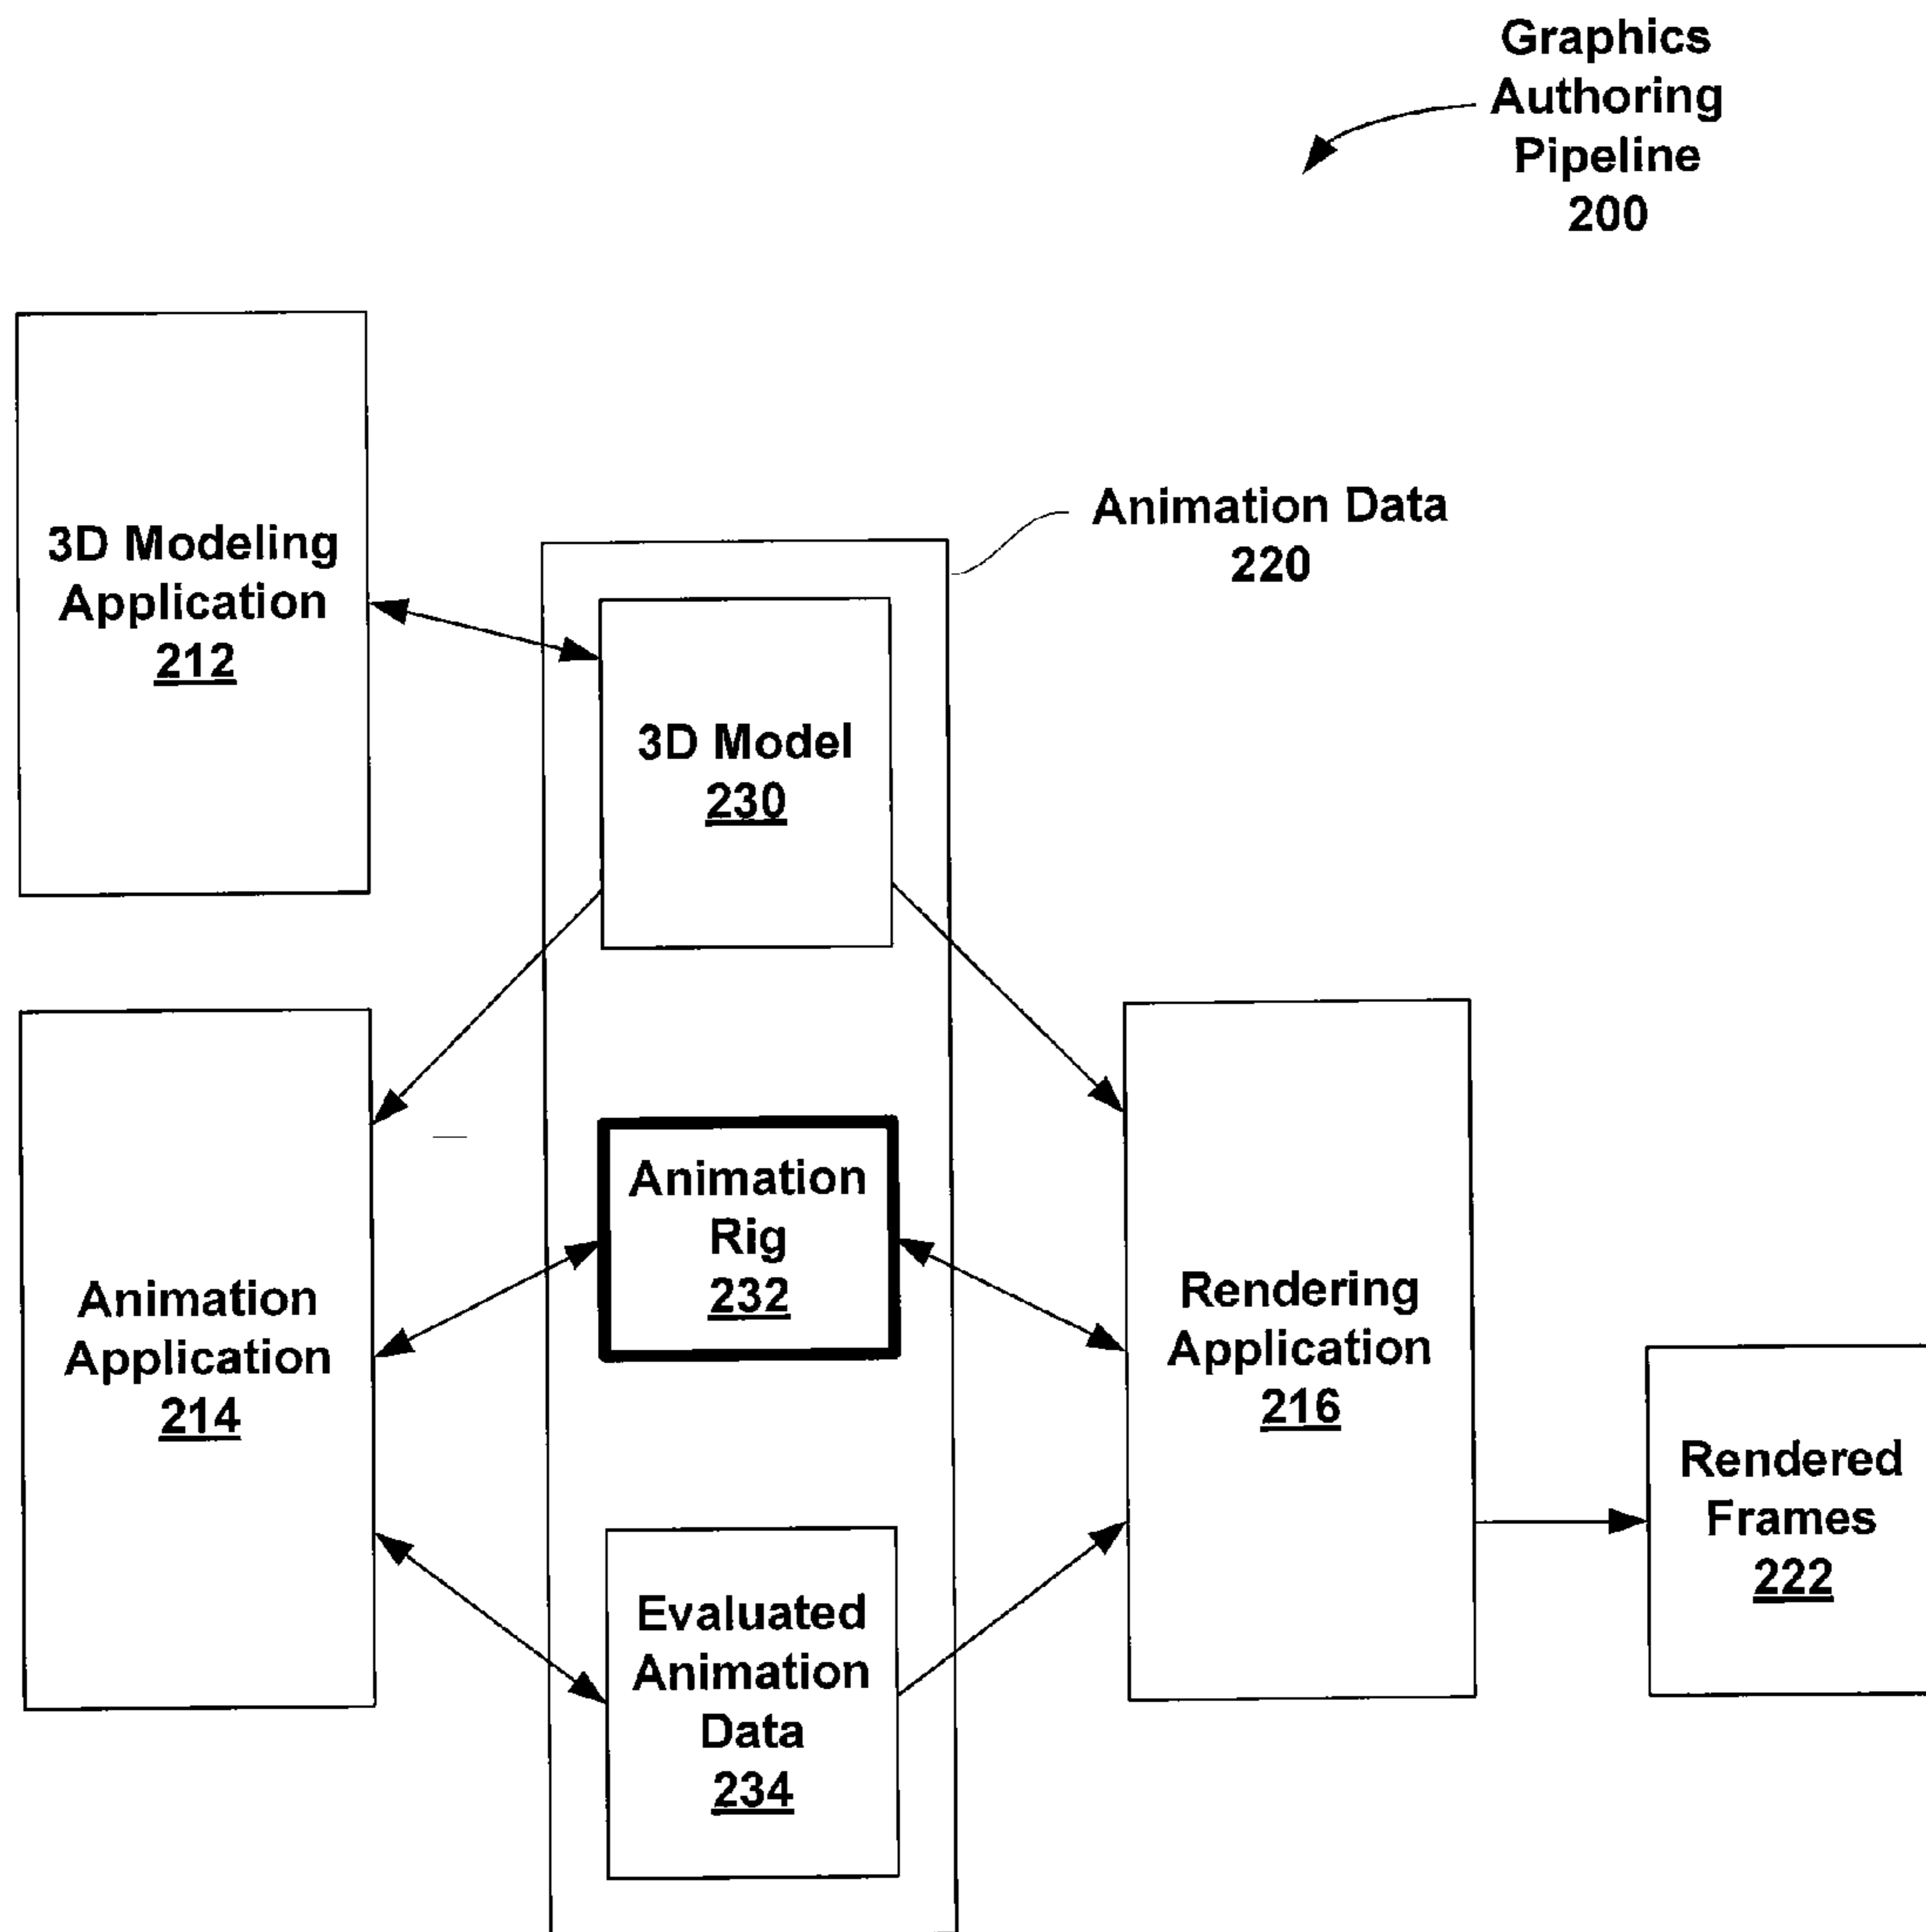 Graphics
Authoring
Pipeline
200
3D Modeling
Application
212
Animation Data
220
3D Model
230
Animation
Rig
232
Animation
Application
214
Rendering
Application
216
Rendered
Frames
222
Evaluated
Animation
Data
234